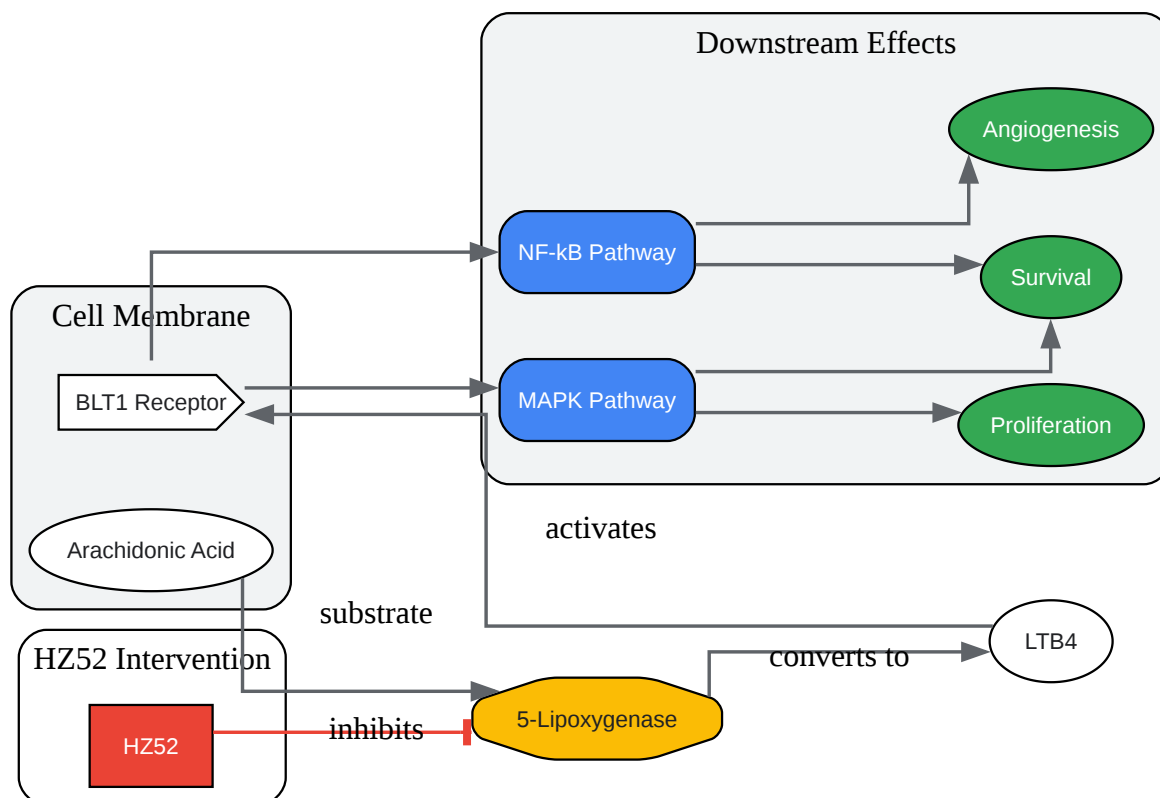 Downstream Effects
Angiogenesis
NF-kB Pathway
Survival
Cell Membrane
BLT1 Receptor
MAPK Pathway
Proliferation
activates
Arachidonic Acid
substrate
LTB4
HZ52 Intervention
converts to
5-Lipoxygenase
inhibits
HZ52